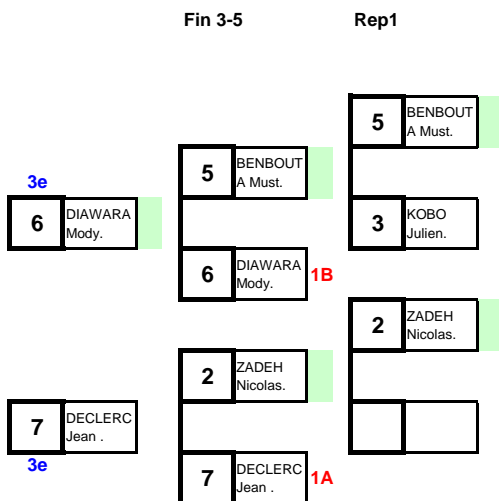 Fin 3-5
Rep1
5 BENBOUT
A Must.
5 BENBOUT
A Must.
3e
6 DIAWARA
Mody.
3 KOBO
Julien.
6 DIAWARA
Mody.
1B
2 ZADEH
Nicolas.
2 ZADEH
Nicolas.
7 DECLERC
Jean .
3e
7 DECLERC
Jean .
1A